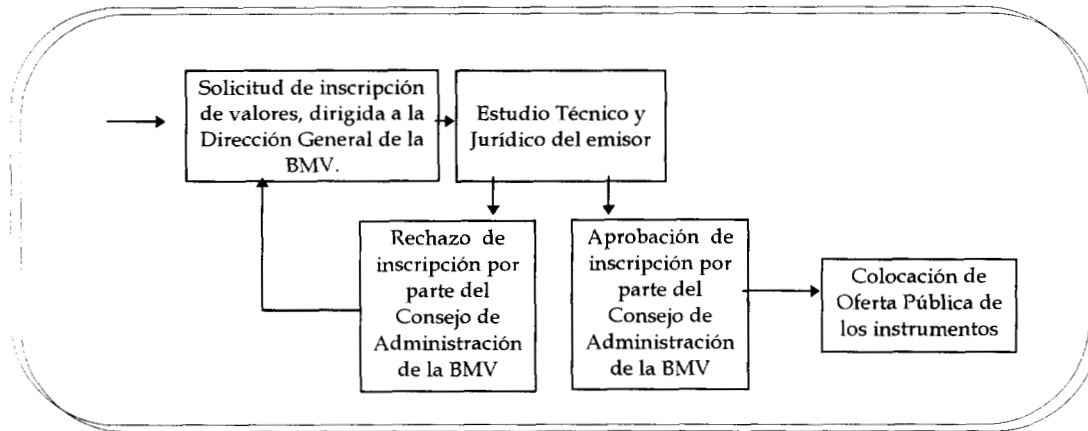 Solicitud de inscripción
de valores, dirigida a la
Dirección General de la
BMV.
Estudio Técnico y
Jurídico del emisor
Rechazo de
inscripción por
parte del
Consejo de
Administración
de la BMV
Aprobación de
inscripción por
parte del
Consejo de
Administración
de la BMV
Colocación de
Oferta Pública de
los instrumentos